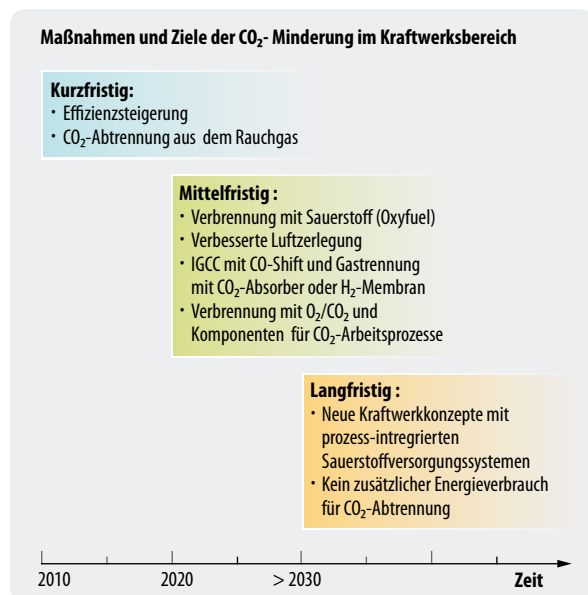 Maßnahmen und Ziele der CO₂- Minderung im Kraftwerksbereich
Kurzfristig:
· Effizienzsteigerung
· CO₂-Abtrennung aus dem Rauchgas
Mittelfristig :
· Verbrennung mit Sauerstoff (Oxyfuel)
· Verbesserte Luftzerlegung
· IGCC mit CO-Shift und Gastrennung
mit CO₂-Absorber oder H₂-Membran
· Verbrennung mit O₂/CO₂ und
Komponenten für CO₂-Arbeitsprozesse
Langfristig :
· Neue Kraftwerkkonzepte mit
prozess-intregrierten
Sauerstoffversorgungssystemen
· Kein zusätzlicher Energieverbrauch
für CO₂-Abtrennung
2010 2020 > 2030 Zeit